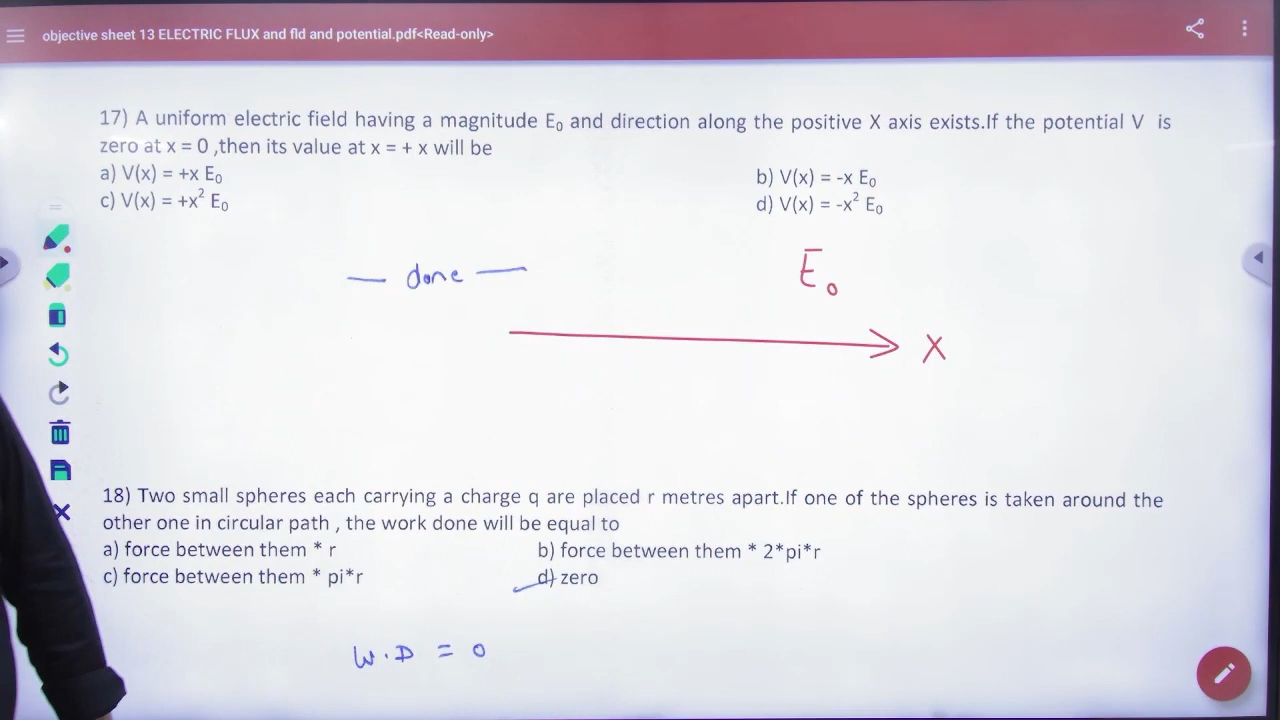 objective sheet 13 ELECTRIC FLUX and fld and potential.pdf<Read-only>
17) A uniform electric field having a magnitude E₀ and direction along the positive X axis exists.If the potential V is
zero at x = 0 ,then its value at x = + x will be
a) V(x) = +x E₀ b) V(x) = -x E₀
c) V(x) = +x² E₀ d) V(x) = -x² E₀
— done — E₀
X
18) Two small spheres each carrying a charge q are placed r metres apart.If one of the spheres is taken around the
other one in circular path , the work done will be equal to
a) force between them * r b) force between them * 2*pi*r
c) force between them * pi*r d) zero
W.D = 0